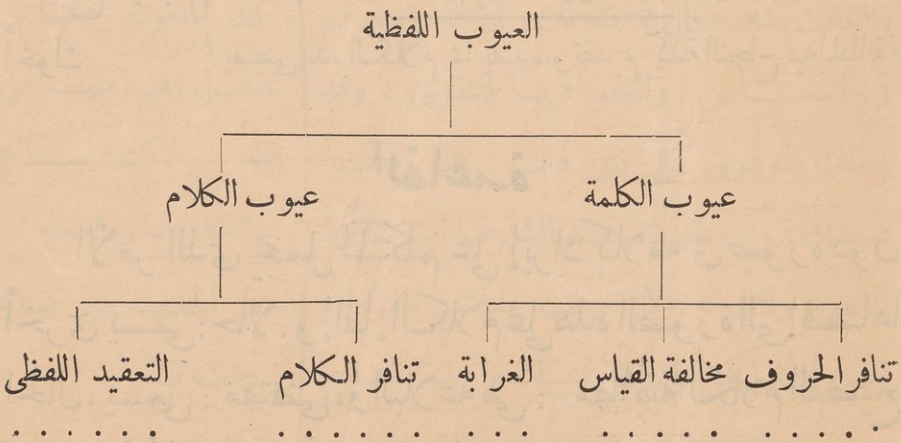 العيوب اللفظية
عيوب الكلمة عيوب الكلام
تنافر الحروف مخالفة القياس الغرابة تنافر الكلام التعقيد اللفظى